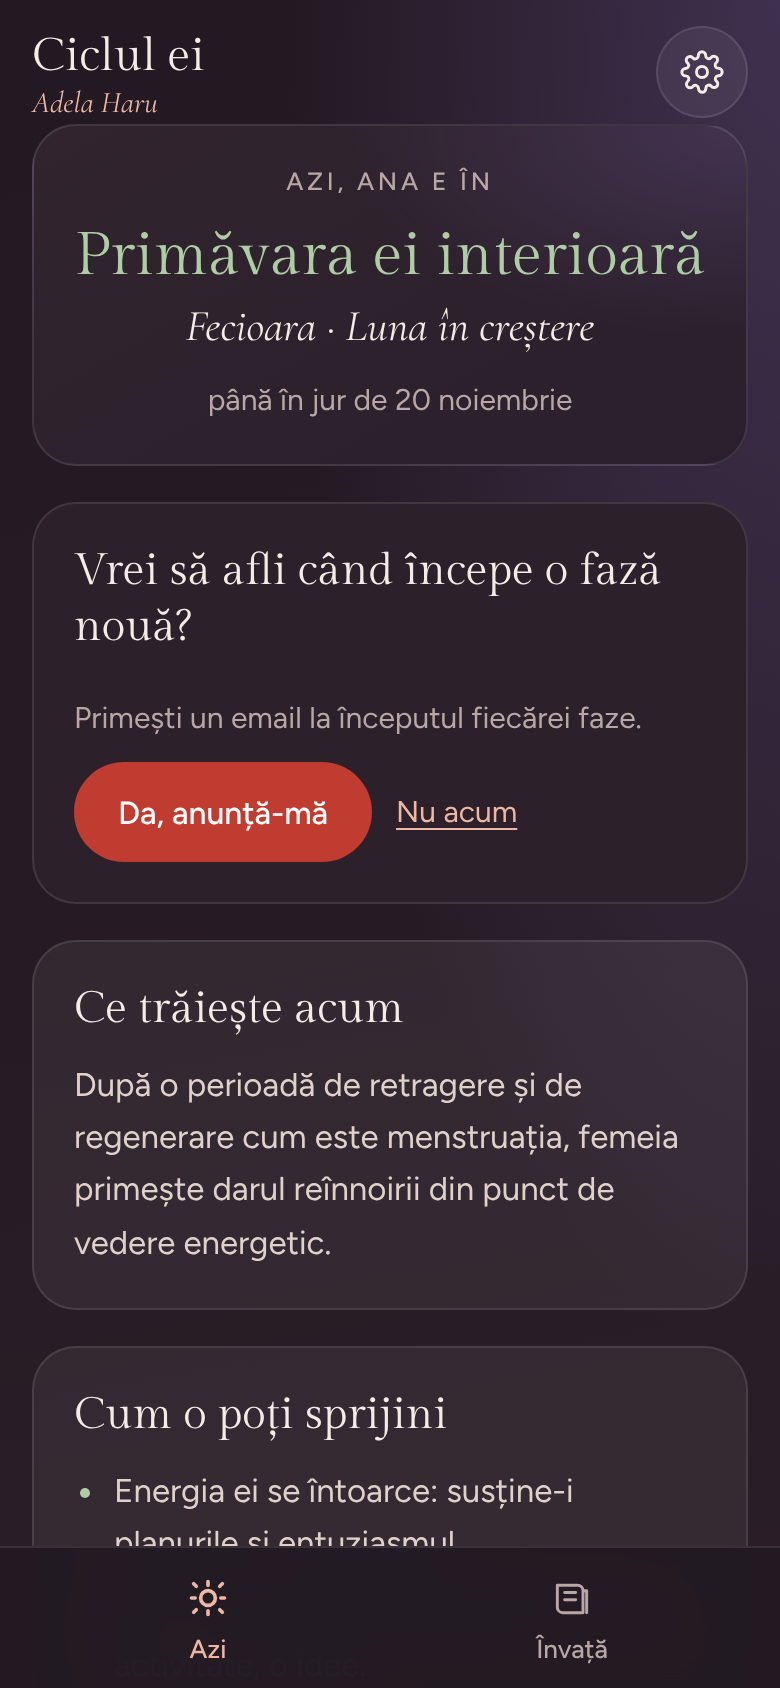 Ciclul ei
Adela Haru
AZI, ANA E ÎN
Primăvara ei interioară
Fecioara · Luna în creștere
până în jur de 20 noiembrie
Vrei să afli când începe o fază
nouă?
Primești un email la începutul fiecărei faze.
Da, anunță-mă
Nu acum
Ce trăiește acum
După o perioadă de retragere și de
regenerare cum este menstruația, femeia
primește darul reînnoirii din punct de
vedere energetic.
Cum o poți sprijini
Energia ei se întoarce: susține-i
planurile și entuziasmul
activitate, o idee.
Azi
Învață